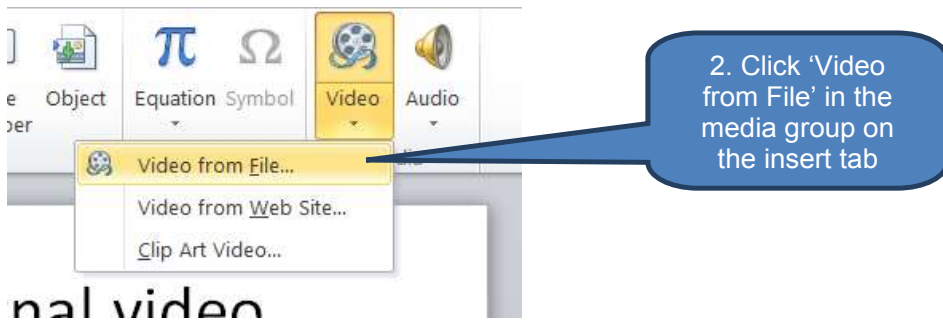 π Ω
Object Equation Symbol Video Audio
Video from File...
Video from Web Site...
Clip Art Video...
video
2. Click ‘Video
from File’ in the
media group on
the insert tab